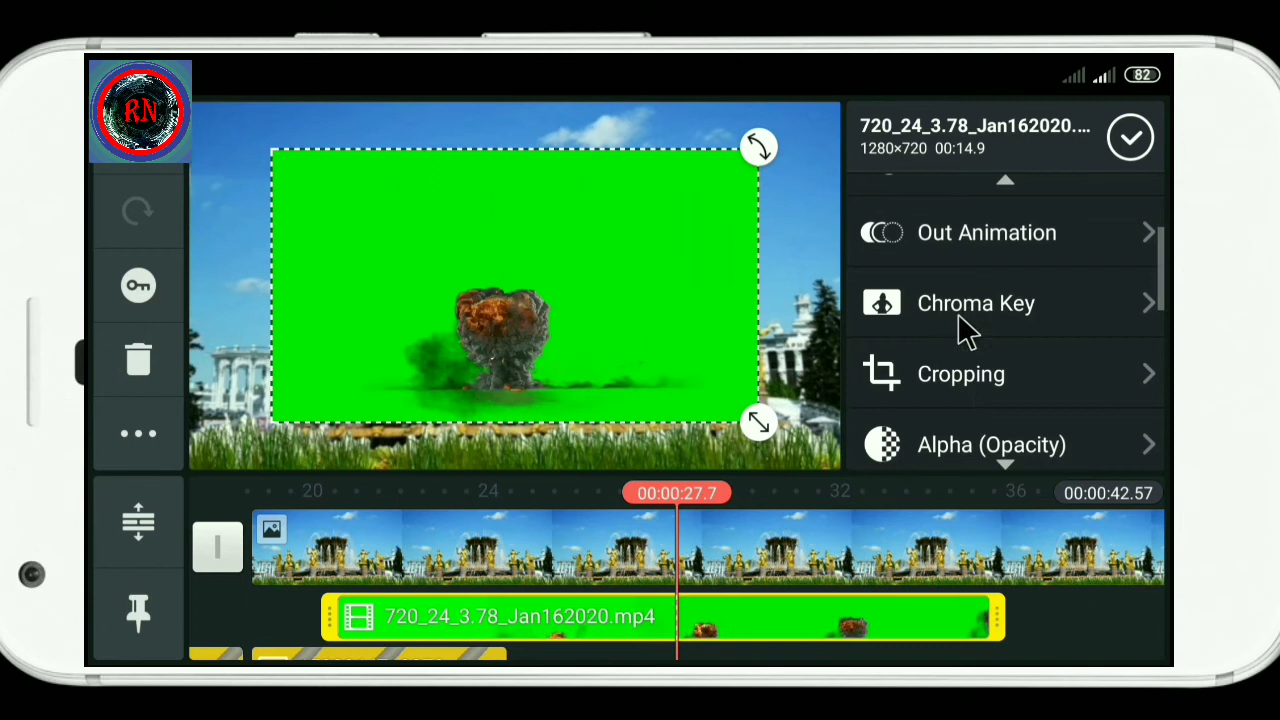 82
RN
720_24_3.78_Jan162020....
1280×720 00:14.9
Out Animation
Chroma Key
Cropping
Alpha (Opacity)
20
24
00:00:27.7
32
36
00:00:42.57
720_24_3.78_Jan162020.mp4